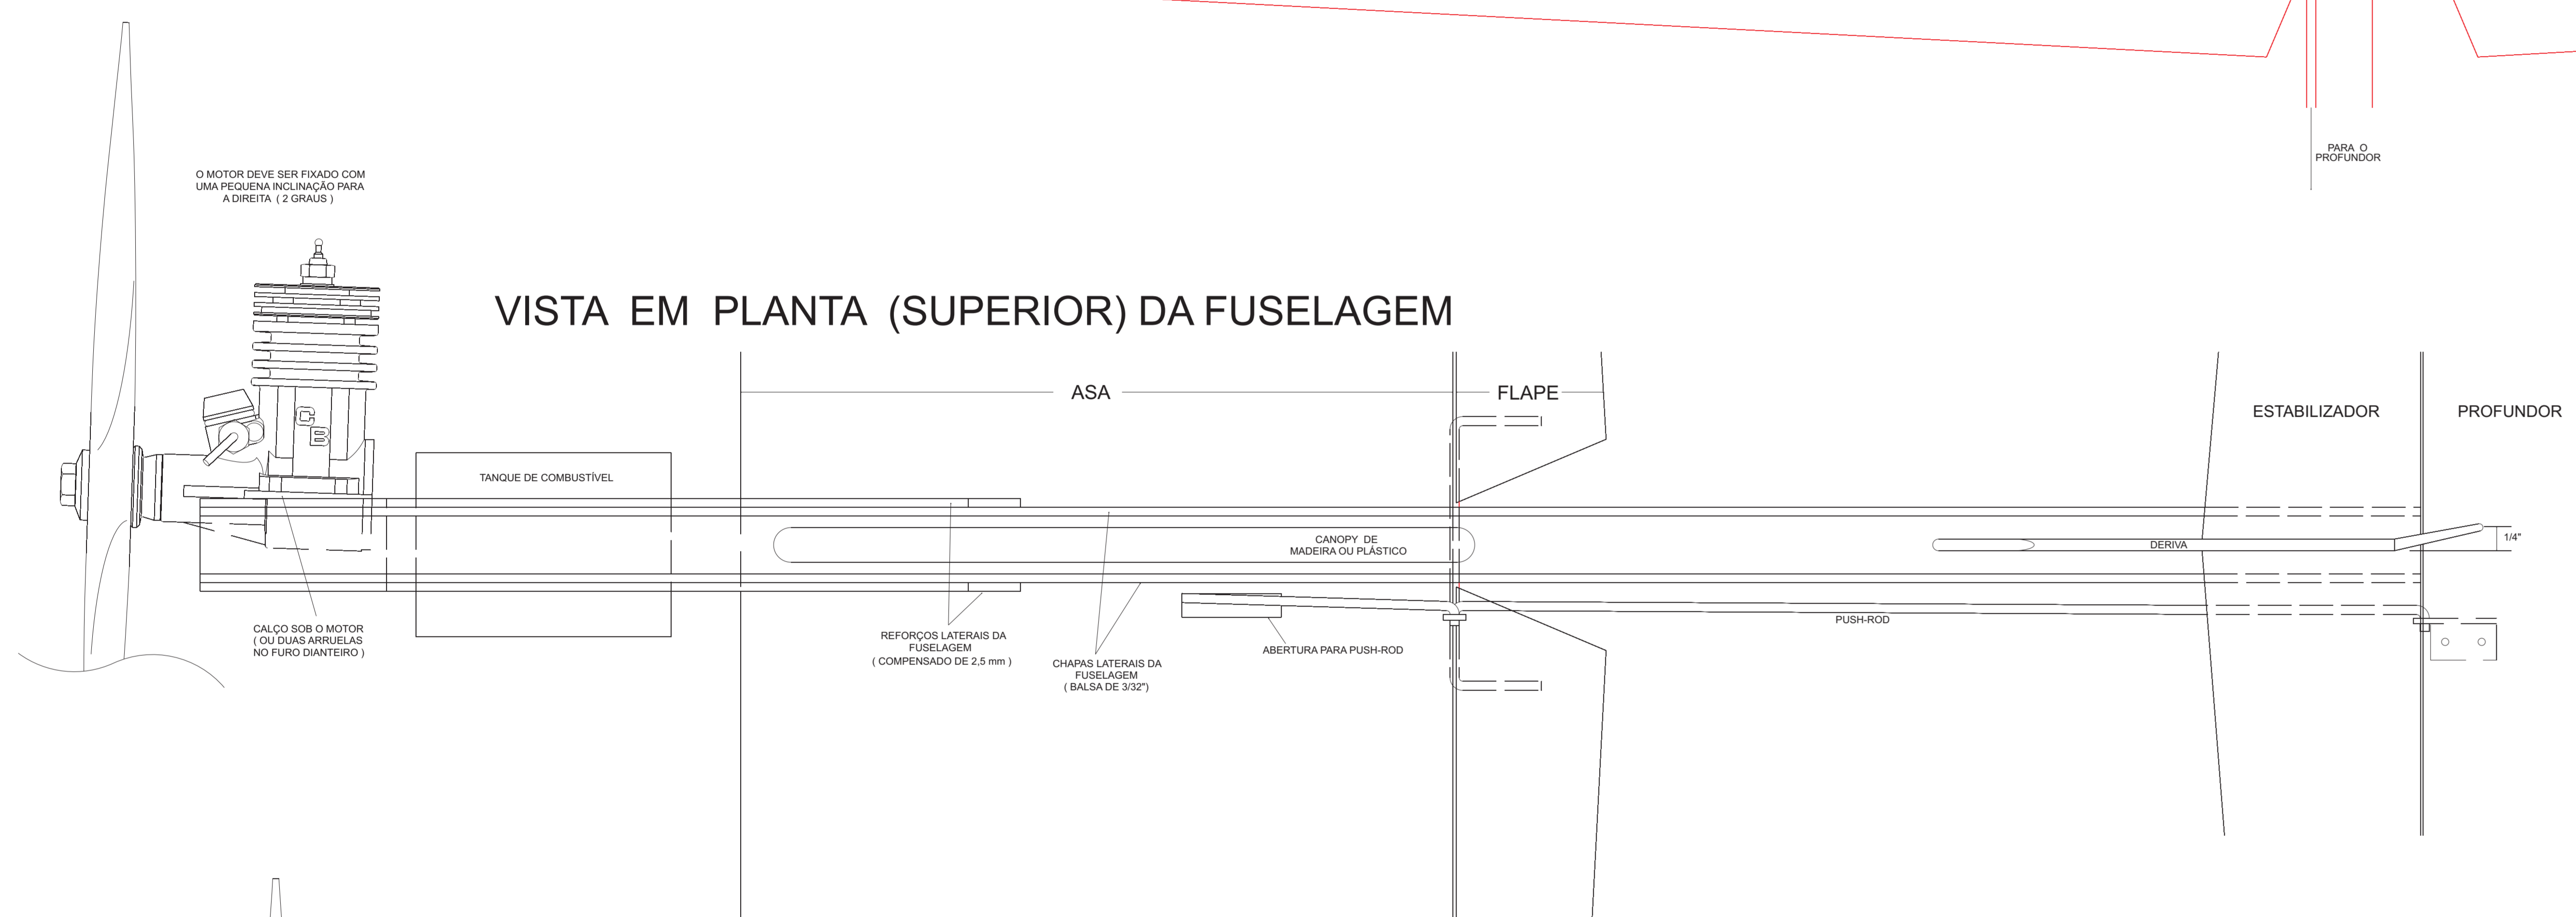 PARA O
PROFUNDOR
O MOTOR DEVE SER FIXADO COM
UMA PEQUENA INCLINAÇÃO PARA
A DIREITA ( 2 GRAUS )
VISTA EM PLANTA (SUPERIOR) DA FUSELAGEM
ASA
FLAPE
ESTABILIZADOR
PROFUNDOR
C
B
TANQUE DE COMBUSTÍVEL
CANOPY DE
MADEIRA OU PLÁSTICO
DERIVA
1/4"
CALÇO SOB O MOTOR
( OU DUAS ARRUELAS
NO FURO DIANTEIRO )
REFORÇOS LATERAIS DA
FUSELAGEM
( COMPENSADO DE 2,5 mm )
CHAPAS LATERAIS DA
FUSELAGEM
( BALSA DE 3/32")
ABERTURA PARA PUSH-ROD
PUSH-ROD